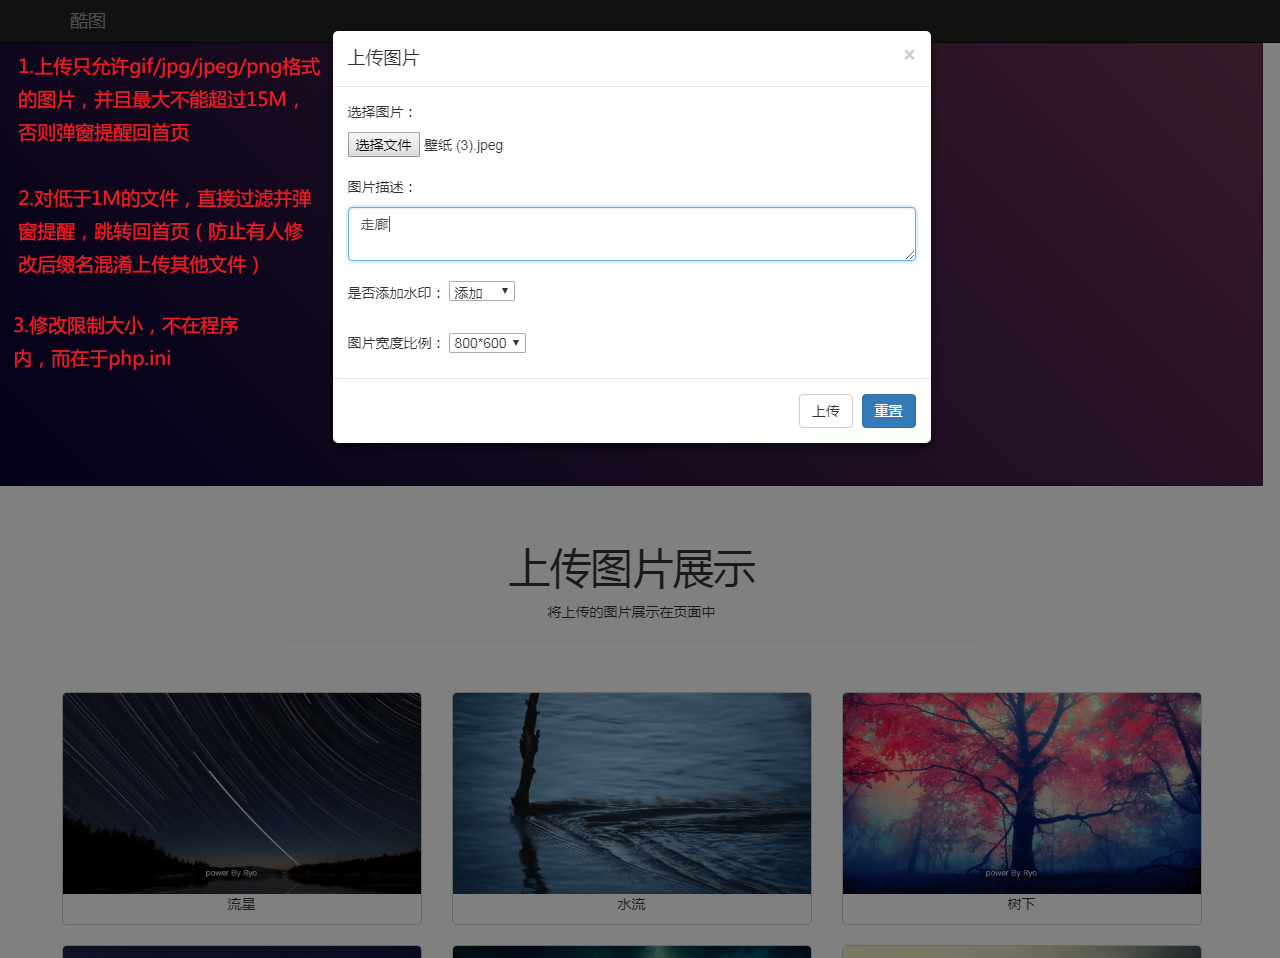 酷图
1.上传只允许gif/jpg/jpeg/png格式
的图片，并且最大不能超过15M，
否则弹窗提醒回首页
2.对低于1M的文件，直接过滤并弹
窗提醒，跳转回首页（防止有人修
改后缀名混淆上传其他文件）
3.修改限制大小，不在程序
内，而在于php.ini
上传图片
×
选择图片：
选择文件 壁纸 (3).jpeg
图片描述：
走廊
是否添加水印： 添加
图片宽度比例： 800*600
上传 重置
上传图片展示
将上传的图片展示在页面中
power By Ryo
power By Ryo
流星
水流
树下